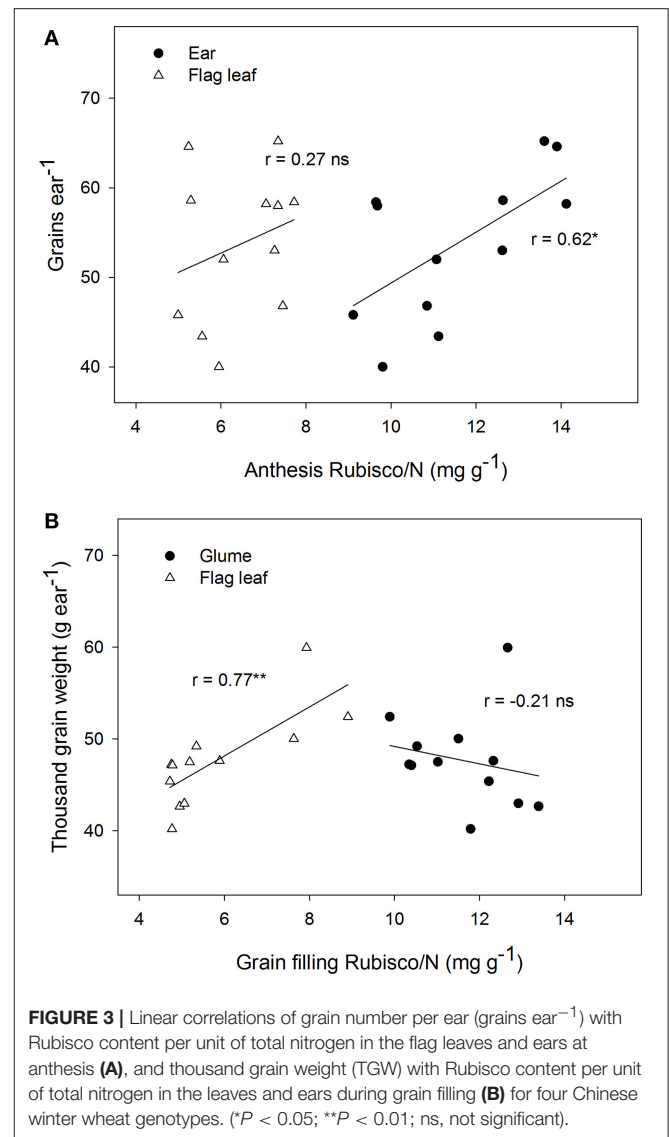 A
Ear
Flag leaf
r = 0.27 ns
r = 0.62*
Grains ear⁻¹
70
60
50
40
4 6 8 10 12 14
Anthesis Rubisco/N (mg g⁻¹)
B
Glume
Flag leaf
r = 0.77**
r = -0.21 ns
Thousand grain weight (g ear⁻¹)
70
60
50
40
4 6 8 10 12 14
Grain filling Rubisco/N (mg g⁻¹)
FIGURE 3 | Linear correlations of grain number per ear (grains ear⁻¹) with
Rubisco content per unit of total nitrogen in the flag leaves and ears at
anthesis (A), and thousand grain weight (TGW) with Rubisco content per unit
of total nitrogen in the leaves and ears during grain filling (B) for four Chinese
winter wheat genotypes. (*P < 0.05; **P < 0.01; ns, not significant).